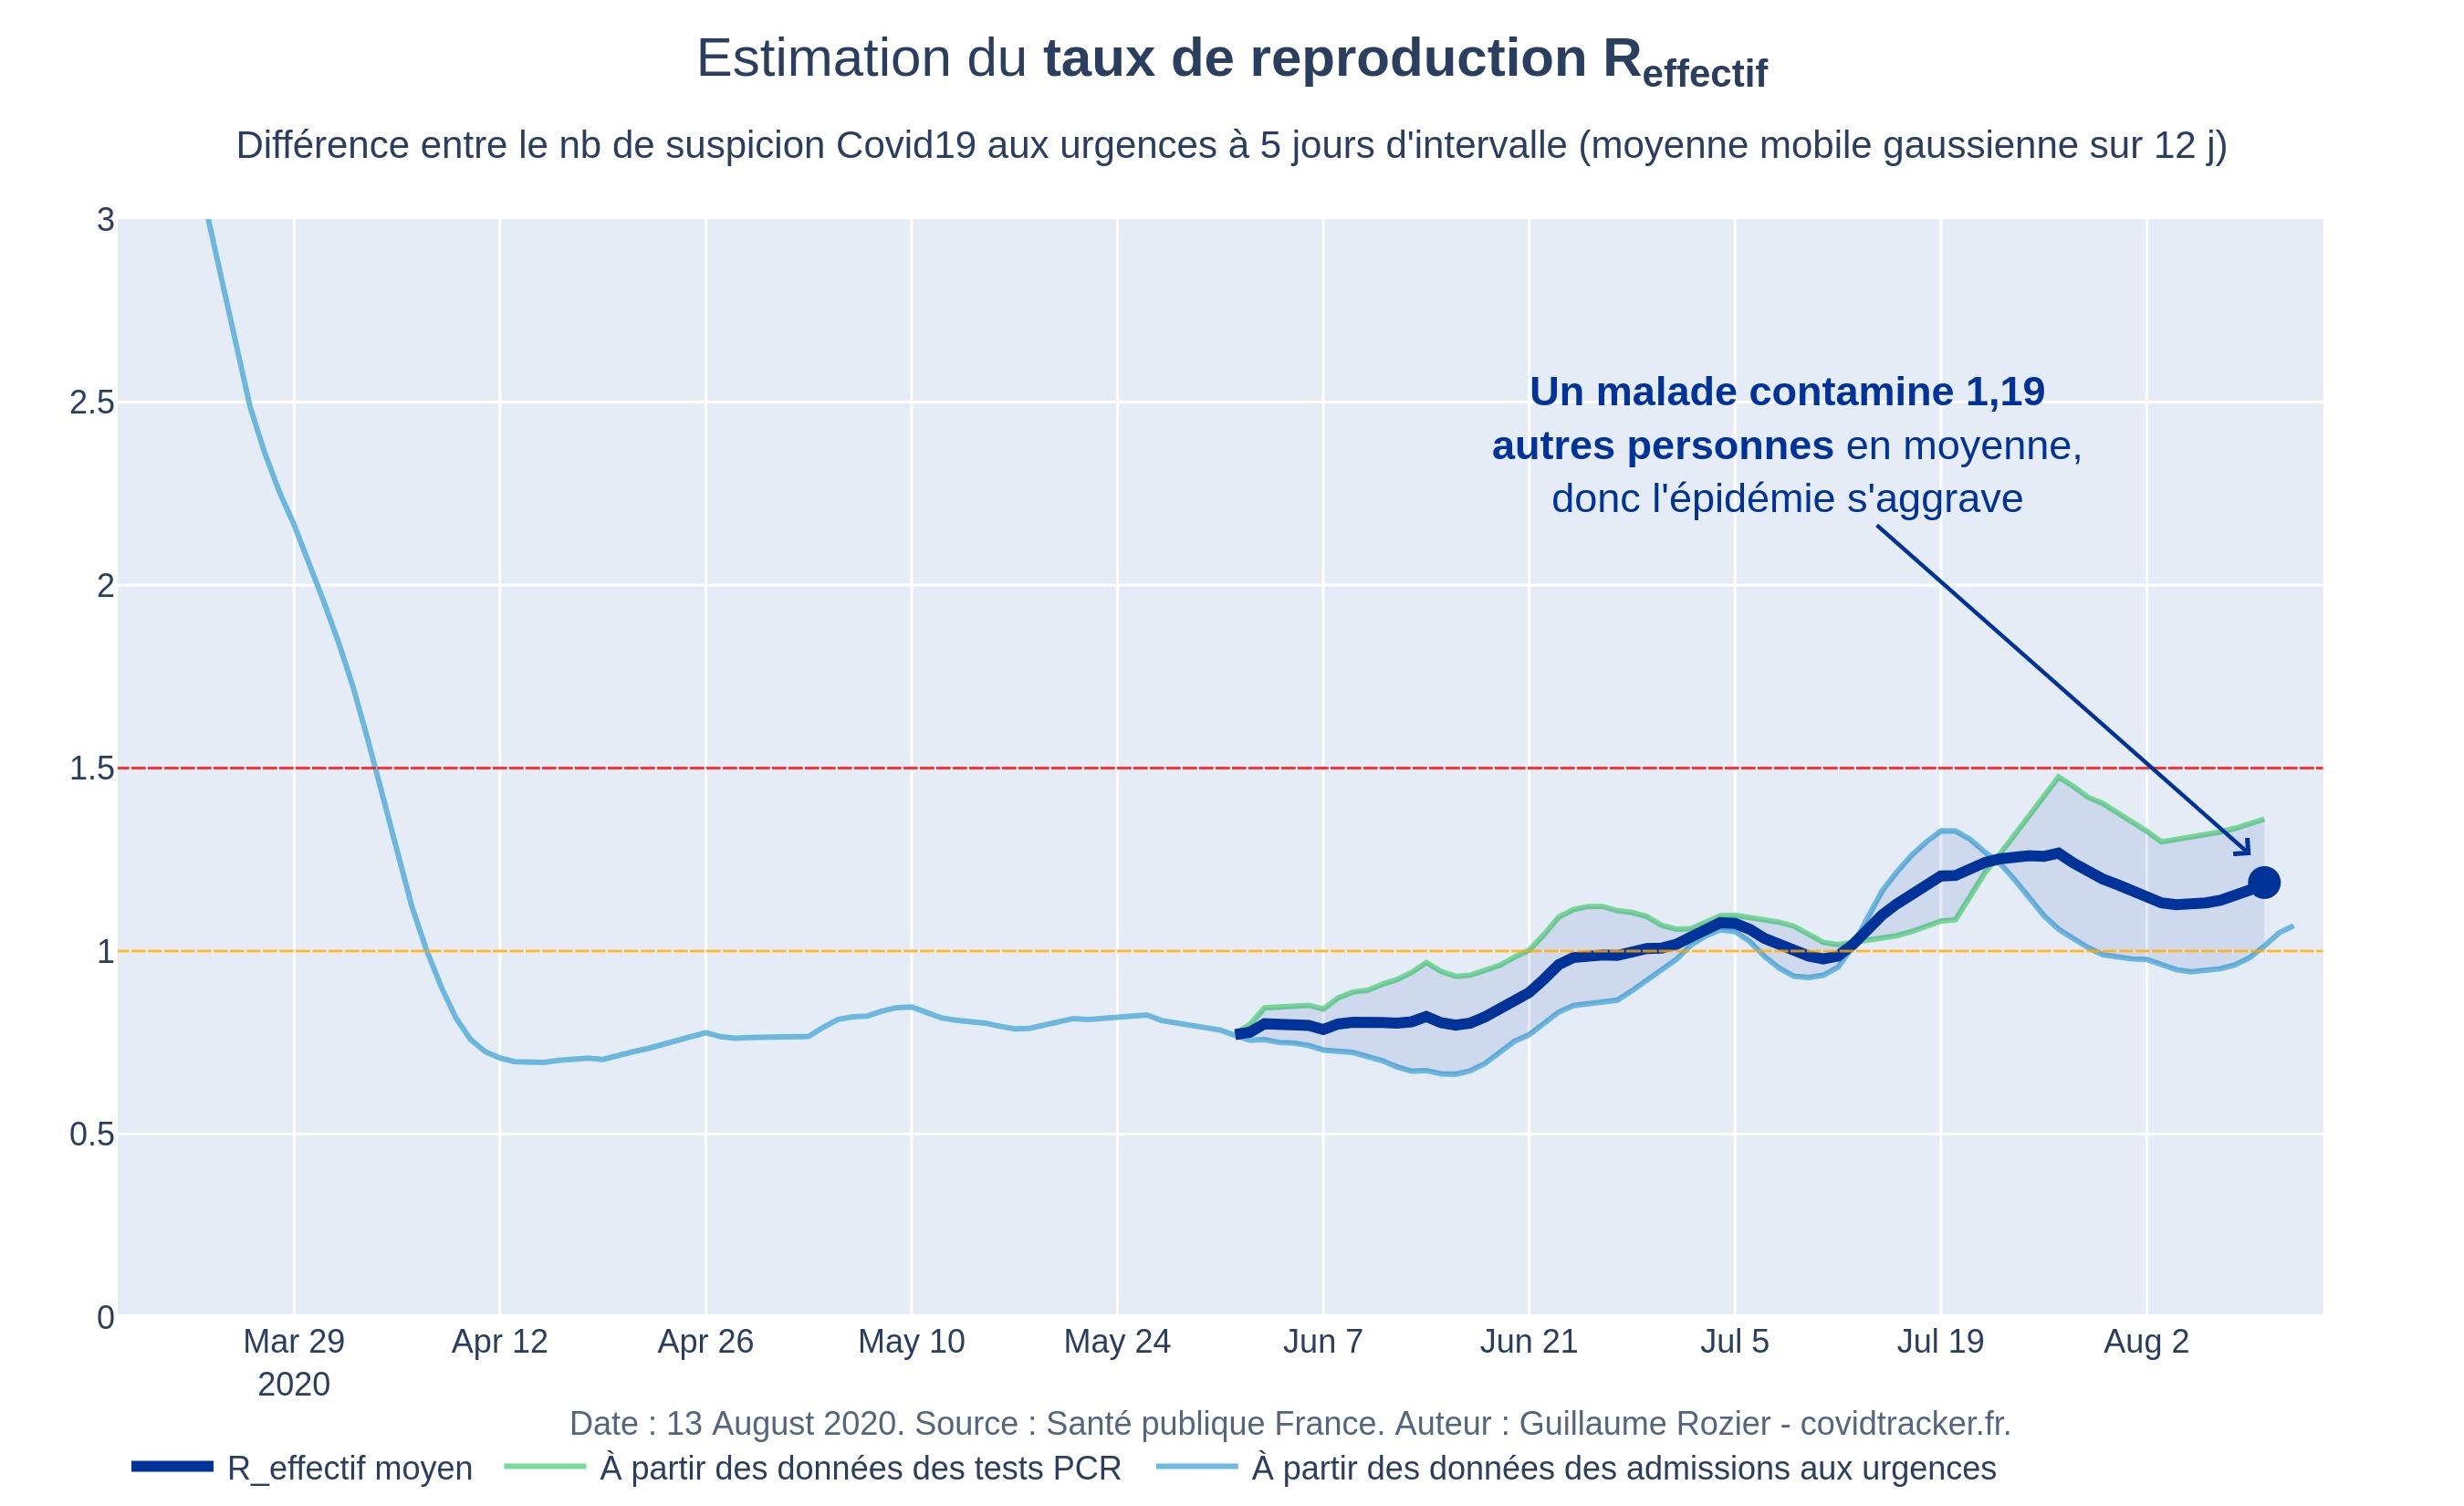 Estimation du taux de reproduction Reffectif
Différence entre le nb de suspicion Covid19 aux urgences à 5 jours d'intervalle (moyenne mobile gaussienne sur 12 j)
3
2.5
2
1.5
1
0.5
0
Un malade contamine 1,19
autres personnes en moyenne,
donc l'épidémie s'aggrave
Mar 29 Apr 12 Apr 26 May 10 May 24 Jun 7 Jun 21 Jul 5 Jul 19 Aug 2
2020
Date : 13 August 2020. Source : Santé publique France. Auteur : Guillaume Rozier - covidtracker.fr.
R_effectif moyen À partir des données des tests PCR À partir des données des admissions aux urgences